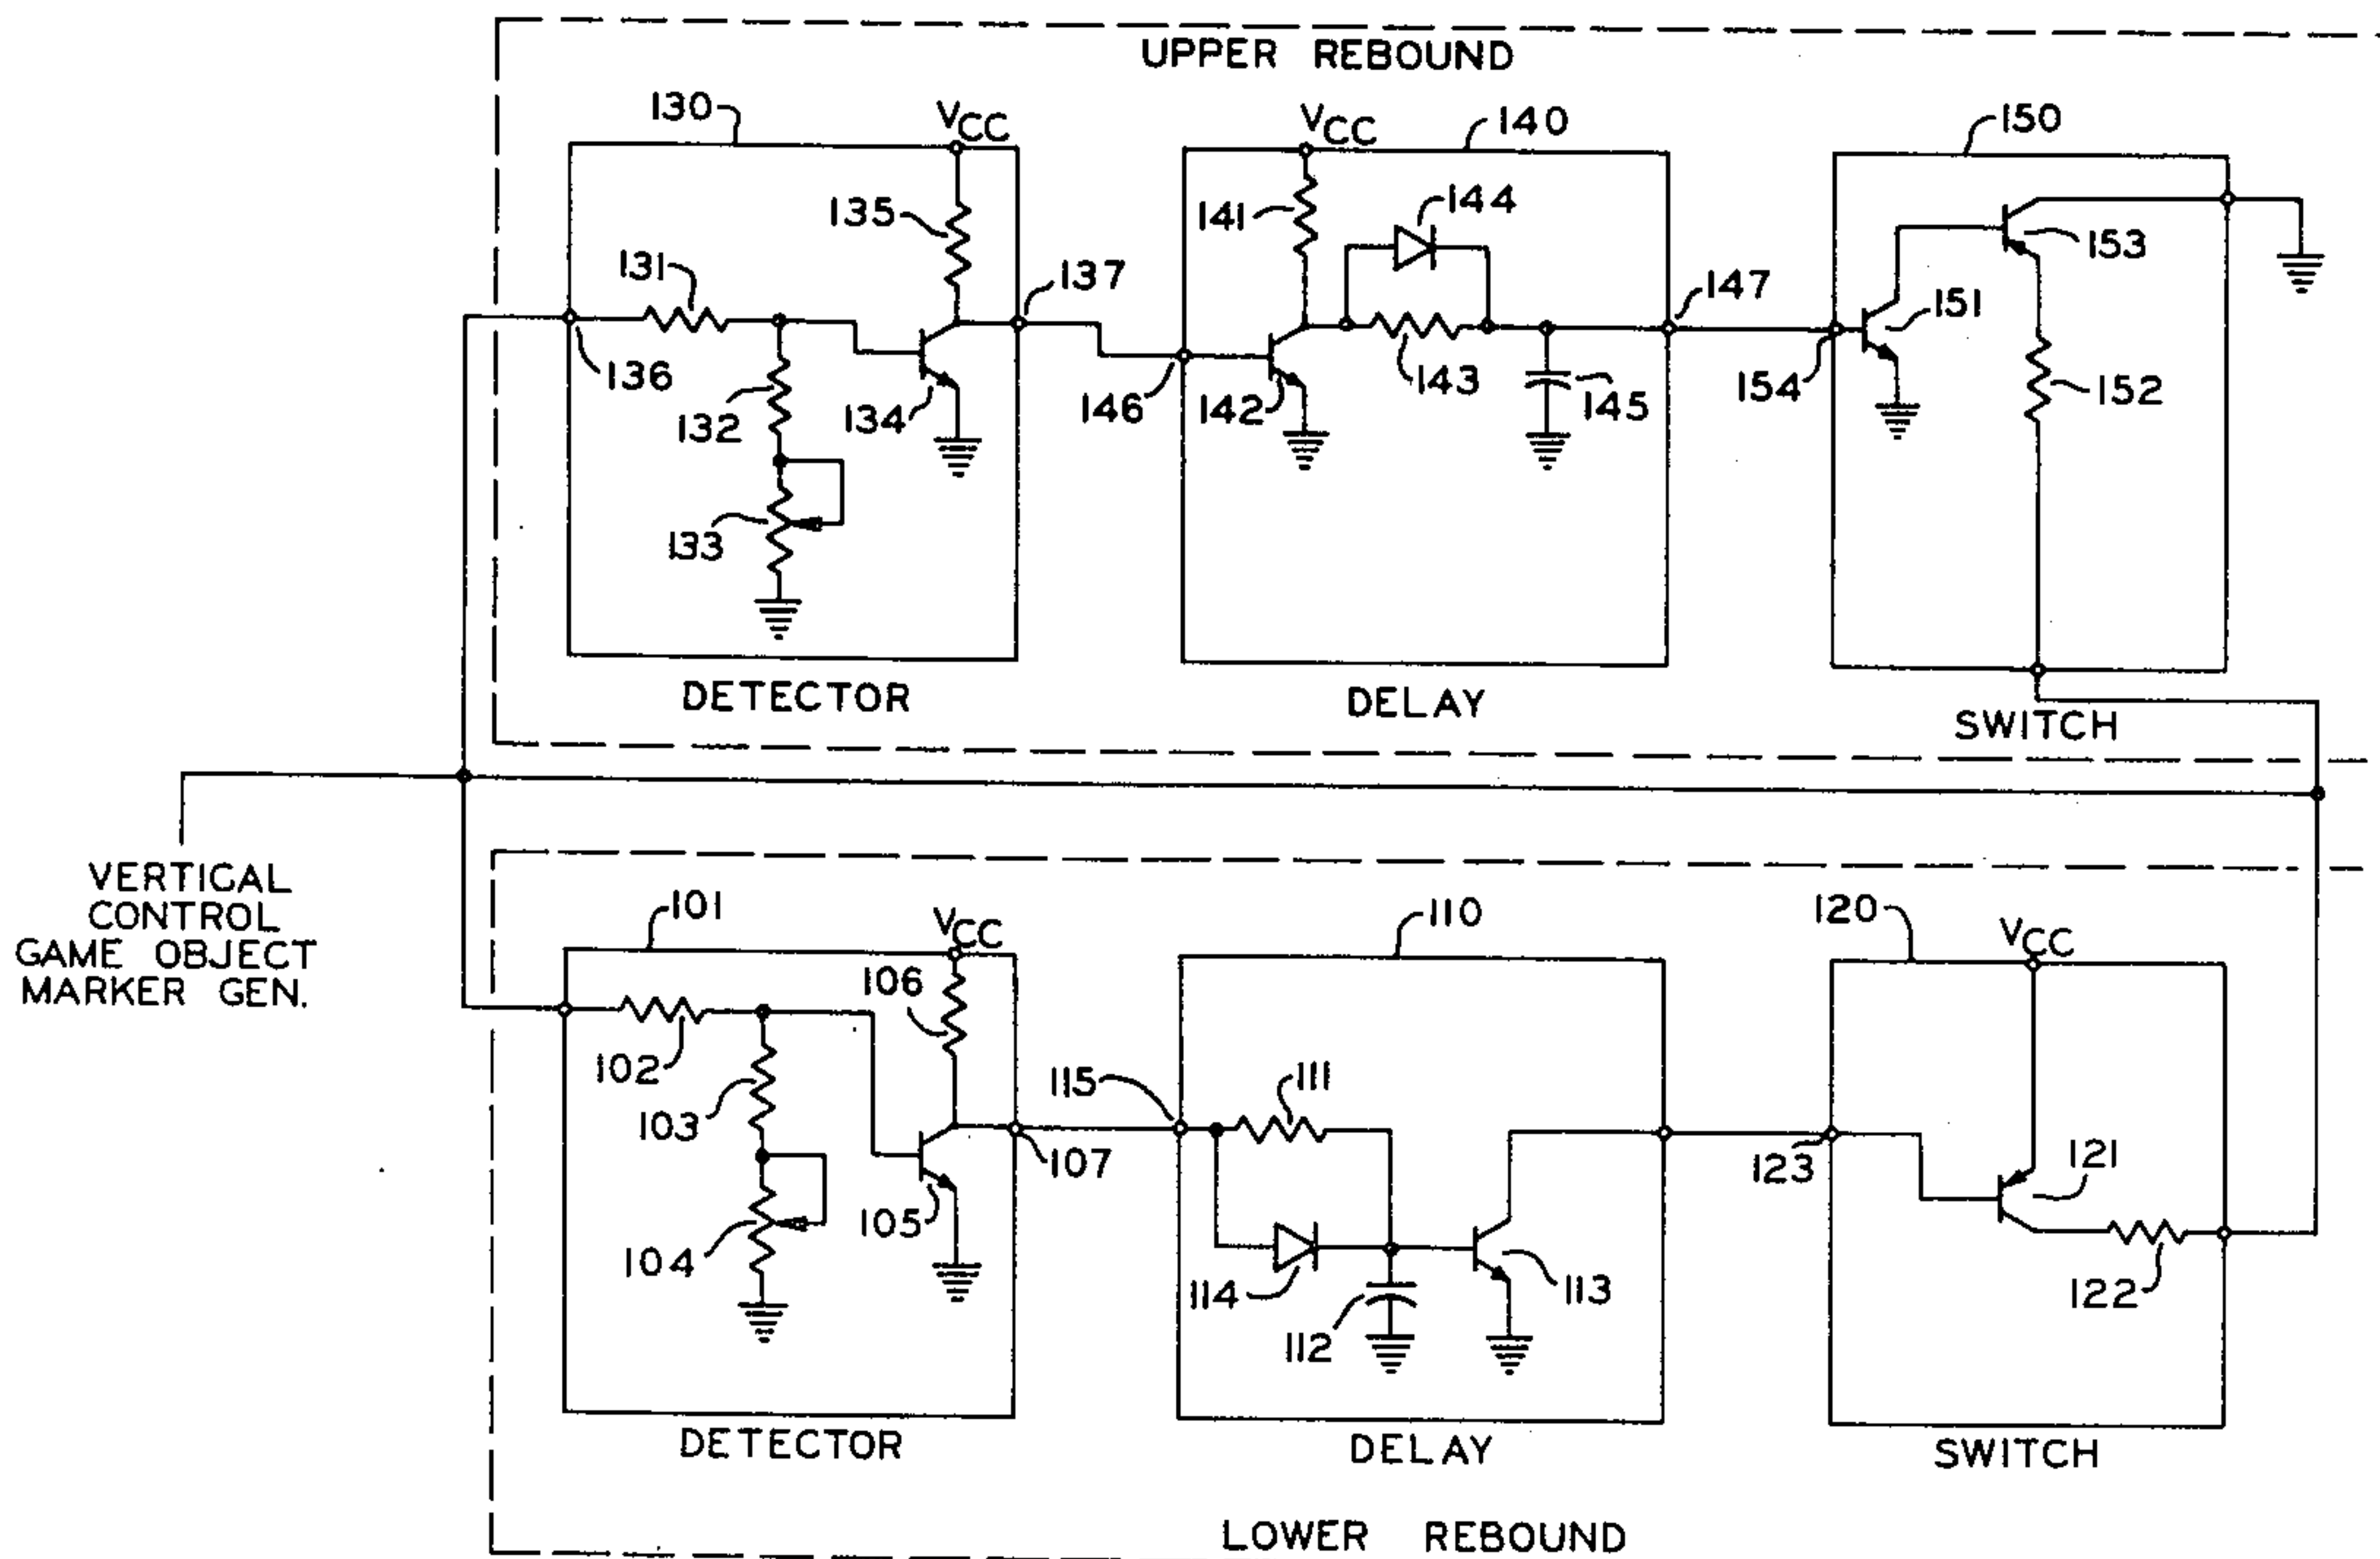 UPPER REBOUND
130
VCC
135
131
137
136
132
134
133
DETECTOR
VCC
140
141
144
146
142
143
145
147
DELAY
150
153
151
154
152
SWITCH
VERTICAL
CONTROL
GAME OBJECT
MARKER GEN.
101
VCC
106
102
103
105
104
107
DETECTOR
110
115
111
114
112
113
DELAY
120
VCC
123
121
122
SWITCH
LOWER REBOUND